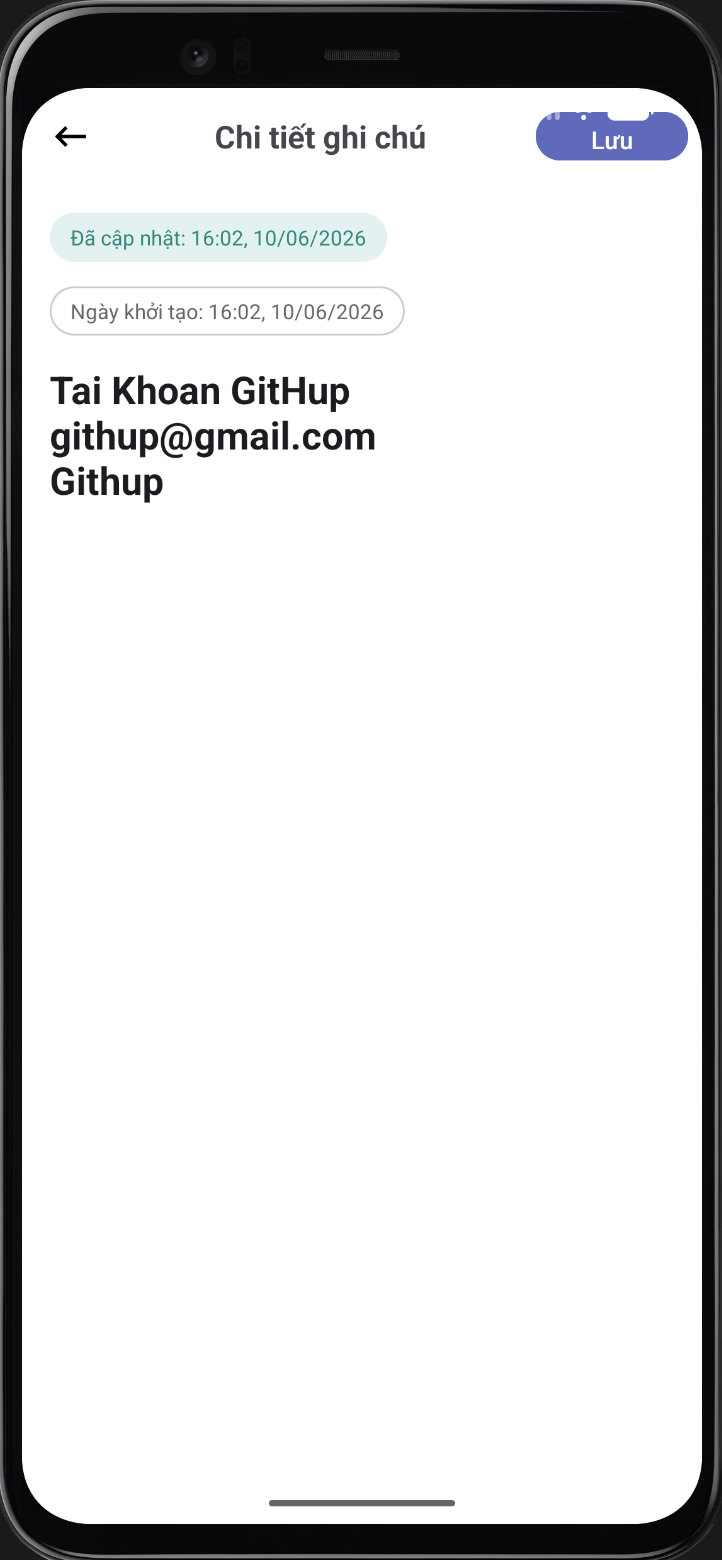 Chi tiết ghi chú
Lưu
Đã cập nhật: 16:02, 10/06/2026
Ngày khởi tạo: 16:02, 10/06/2026
Tai Khoan GitHup
githup@gmail.com
Githup